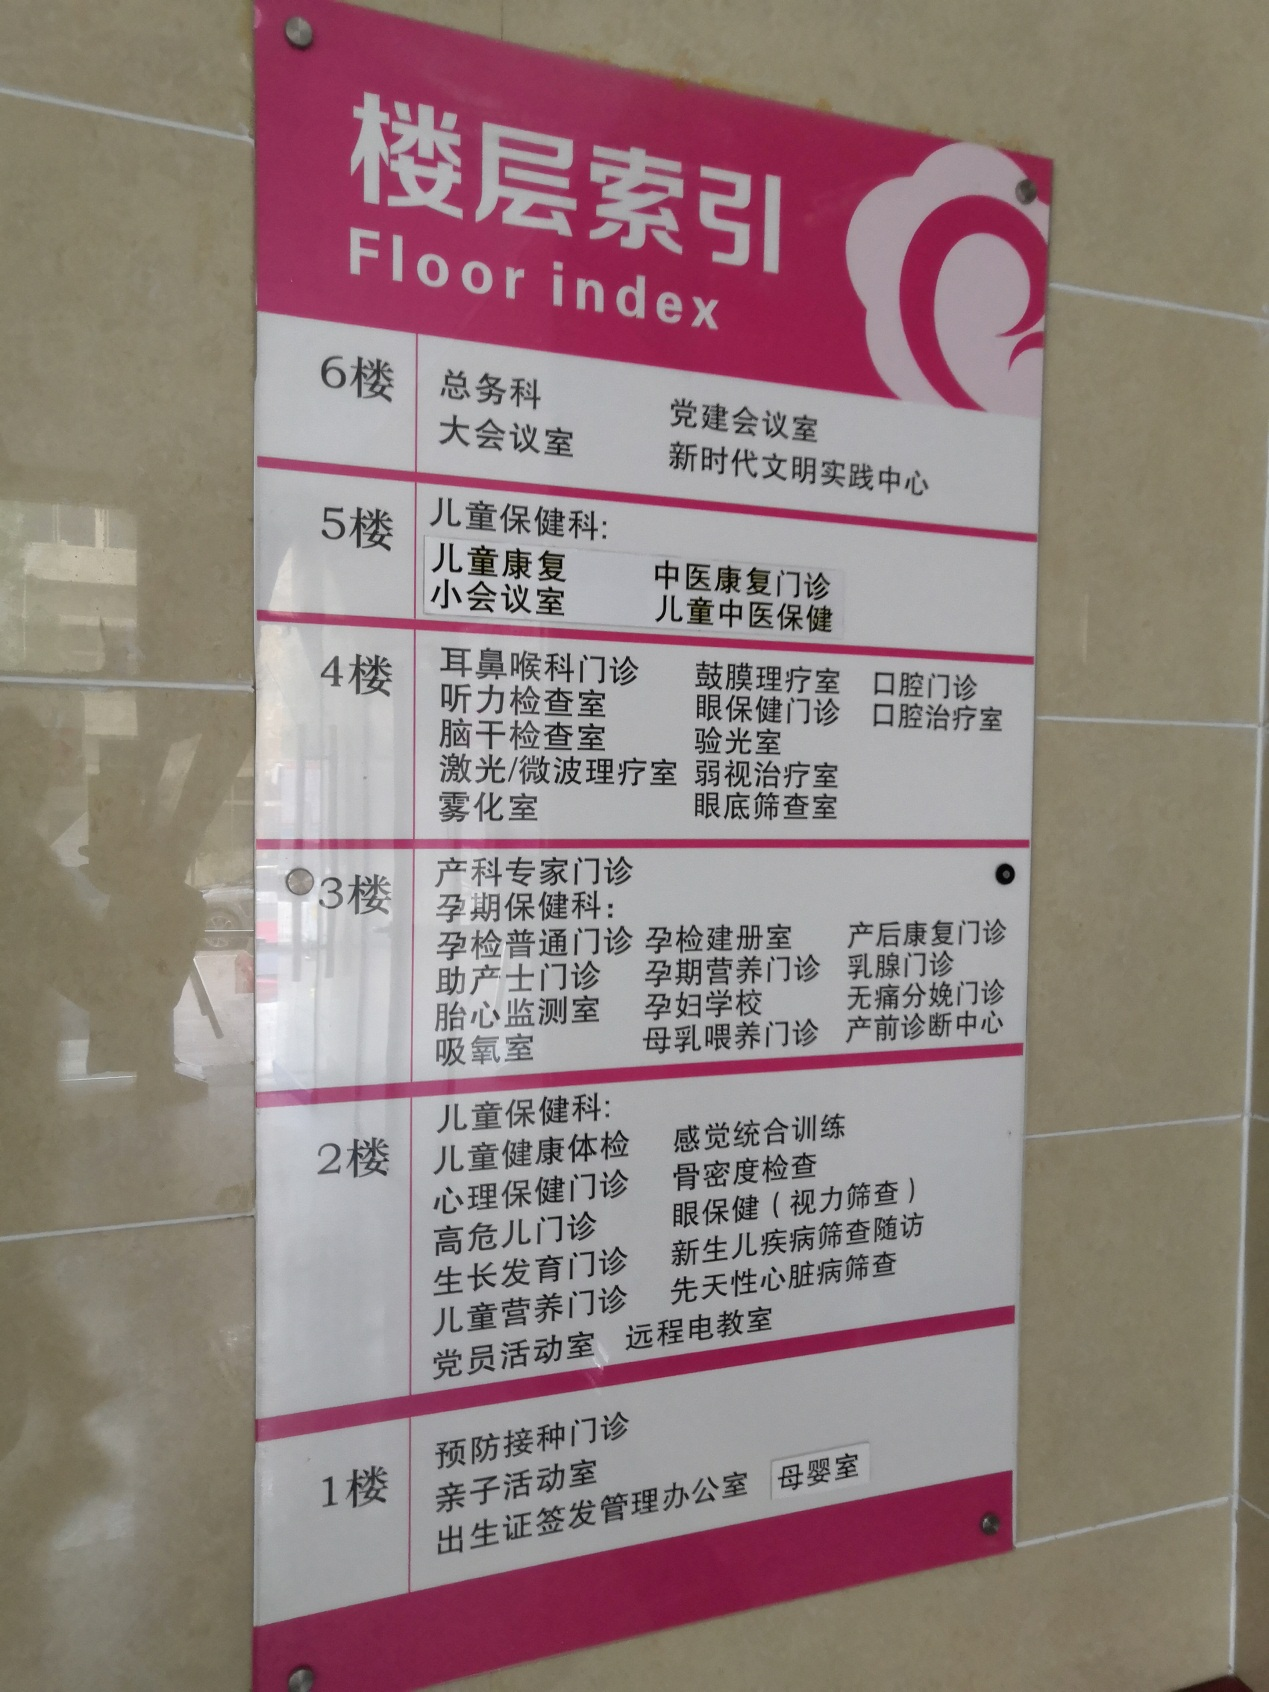 楼层索引
Floor index
6楼
总务科 党建会议室
大会议室 新时代文明实践中心
5楼
儿童保健科:
儿童康复 中医康复门诊
小会议室 儿童中医保健
4楼
耳鼻喉科门诊 鼓膜理疗室 口腔门诊
听力检查室 眼保健门诊 口腔治疗室
脑干检查室 验光室
激光/微波理疗室 弱视治疗室
雾化室 眼底筛查室
3楼
产科专家门诊
孕期保健科：
孕检普通门诊 孕检建册室 产后康复门诊
助产士门诊 孕期营养门诊 乳腺门诊
胎心监测室 孕妇学校 无痛分娩门诊
吸氧室 母乳喂养门诊 产前诊断中心
2楼
儿童保健科:
儿童健康体检 感觉统合训练
心理保健门诊 骨密度检查
高危儿门诊 眼保健（视力筛查）
生长发育门诊 新生儿疾病筛查随访
儿童营养门诊 先天性心脏病筛查
党员活动室 远程电教室
1楼
预防接种门诊
亲子活动室
出生证签发管理办公室 母婴室